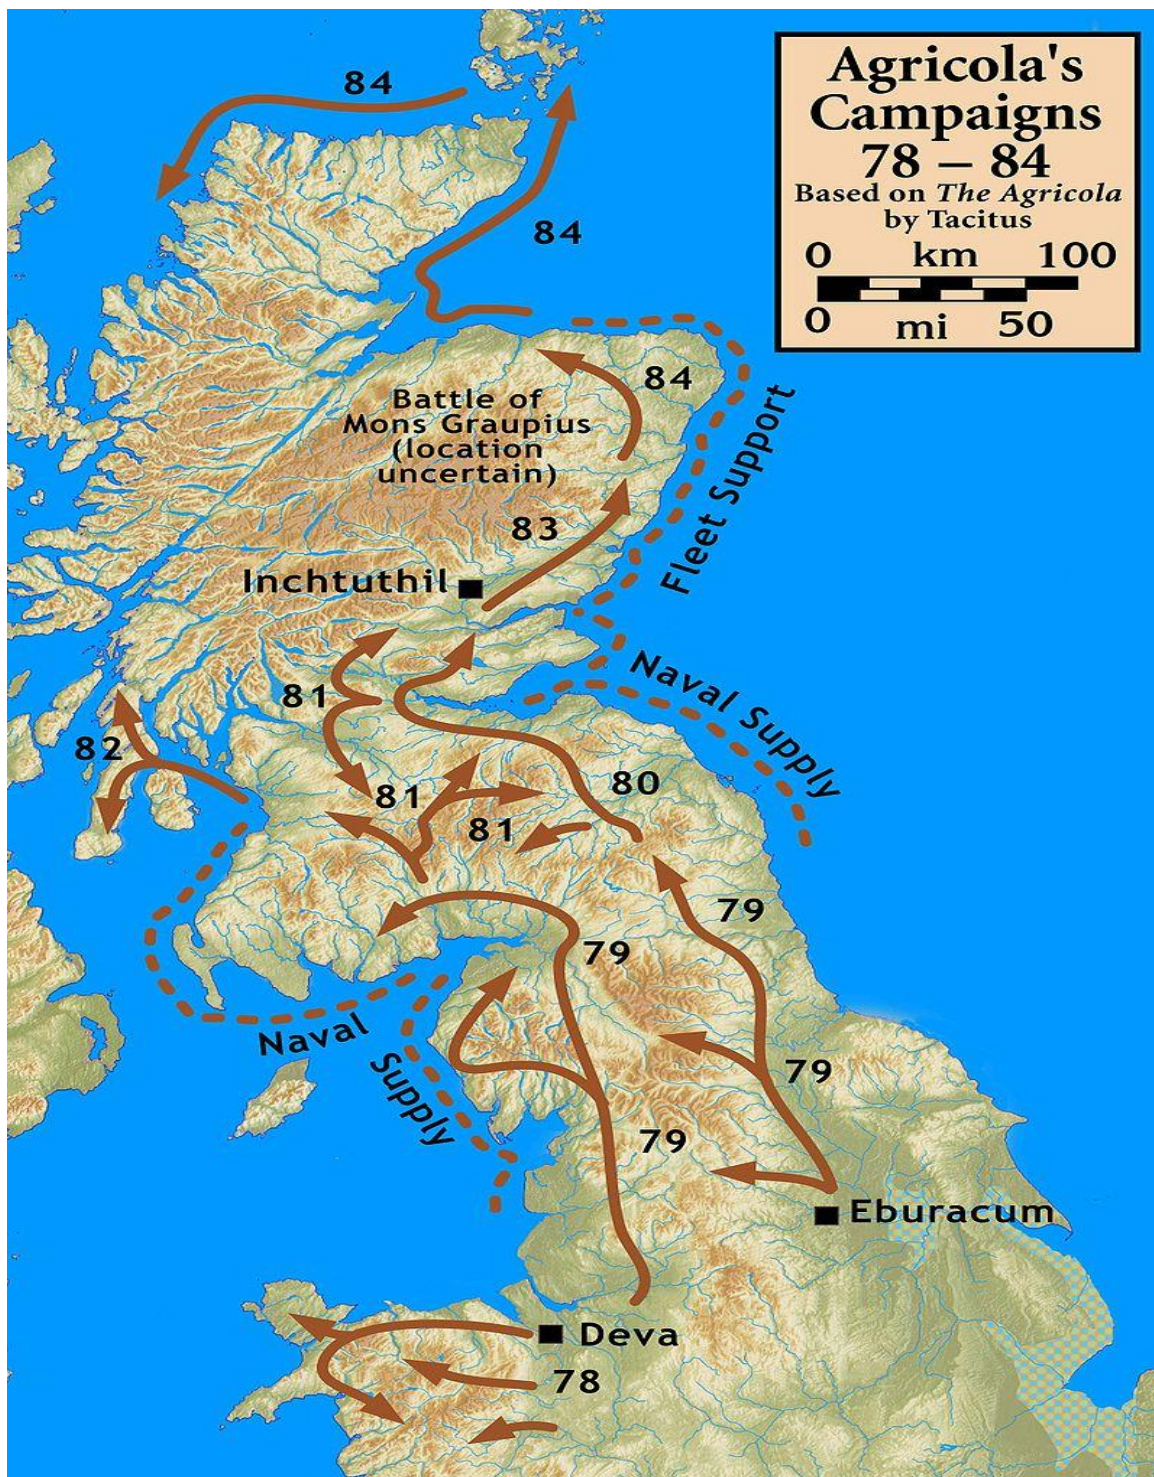 Agricola's
Campaigns
78 – 84
Based on The Agricola
by Tacitus
0 km 100
0 mi 50
84
84
84
Battle of
Mons Graupius
(location
uncertain)
Fleet Support
83
Inchtuthil
Naval Supply
81
82
80
81
81
79
79
Naval
Supply
79
79
Eburacum
Deva
78